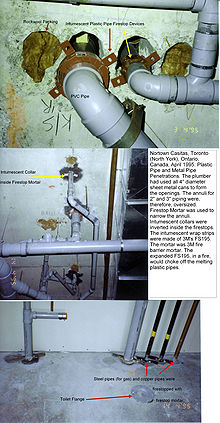 Rockwool Packing
Intumescent Plastic Pipe Firestop Devices
PVC Pipe
K/S
Intumescent Collar
inside Firestop Mortar
Nortown Casitas, Toronto
(North York), Ontario,
Canada, April 1995. Plastic
Pipe and Metal Pipe
Penetrations. The plumber
had used all 4" diameter
sheet metal cans to form
the openings. The annuli for
2" and 3" piping were,
therefore, oversized.
Firestop Mortar was used to
narrow the annuli.
Intumescent collars were
inverted inside the firestops.
The intumescent wrap strips
were made of 3M's FS195.
The mortar was 3M fire
barrier mortar. The
expanded FS195, in a fire,
would choke off the melting
plastic pipes.
Steel pipes (for gas) and copper pipes were
firestopped with
Toilet Flange
firestop mortar